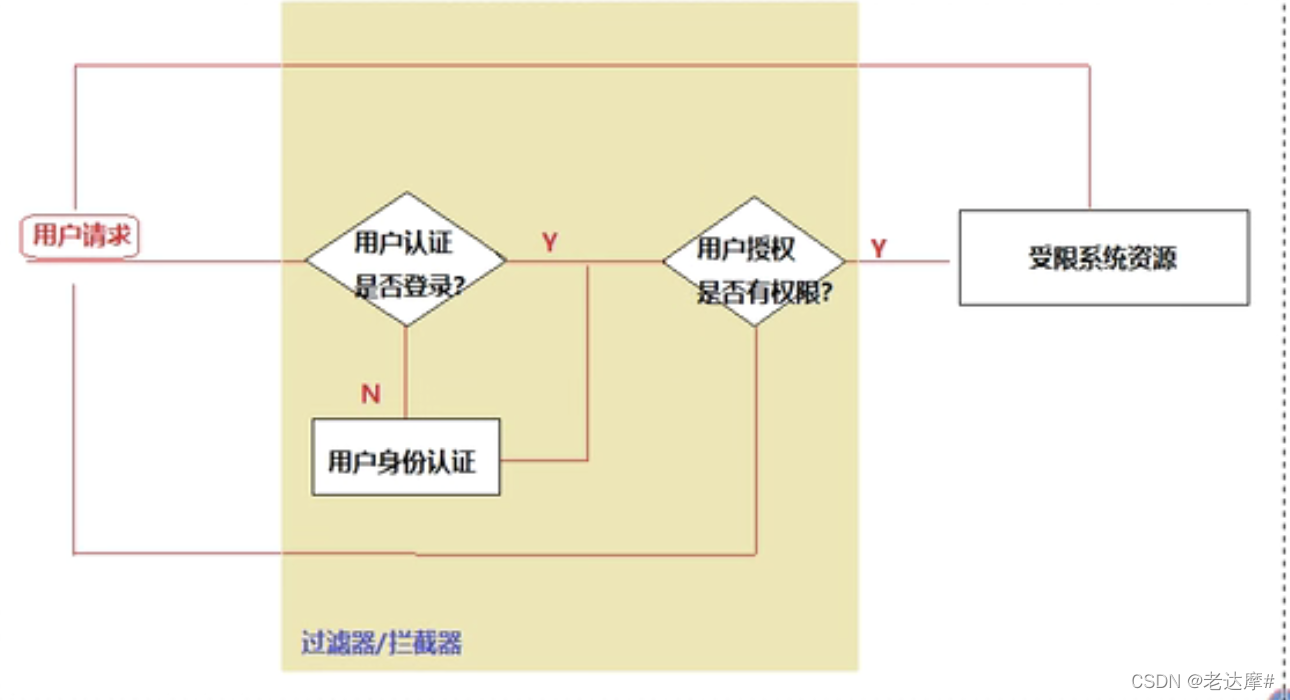 用户请求
用户认证
是否登录?
Y
用户授权
是否有权限?
Y
受限系统资源
N
用户身份认证
过滤器/拦截器
CSDN @老达摩#